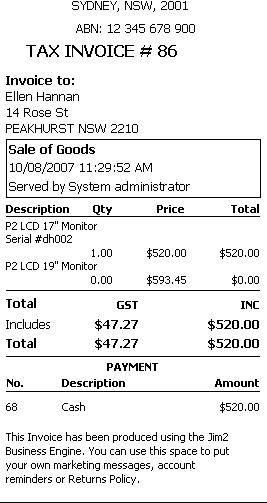 SYDNEY, NSW, 2001
ABN: 12 345 678 900
TAX INVOICE # 86
Invoice to:
Ellen Hannan
14 Rose St
PEAKHURST NSW 2210
Sale of Goods
10/08/2007 11:29:52 AM
Served by System administrator
Description Qty Price Total
P2 LCD 17" Monitor
Serial #dh002
1.00 $520.00 $520.00
P2 LCD 19" Monitor
0.00 $593.45 $0.00
Total GST INC
Includes $47.27 $520.00
Total $47.27 $520.00
PAYMENT
No. Description Amount
68 Cash $520.00
This Invoice has been produced using the Jim2
Business Engine. You can use this space to put
your own marketing messages, account
reminders or Returns Policy.